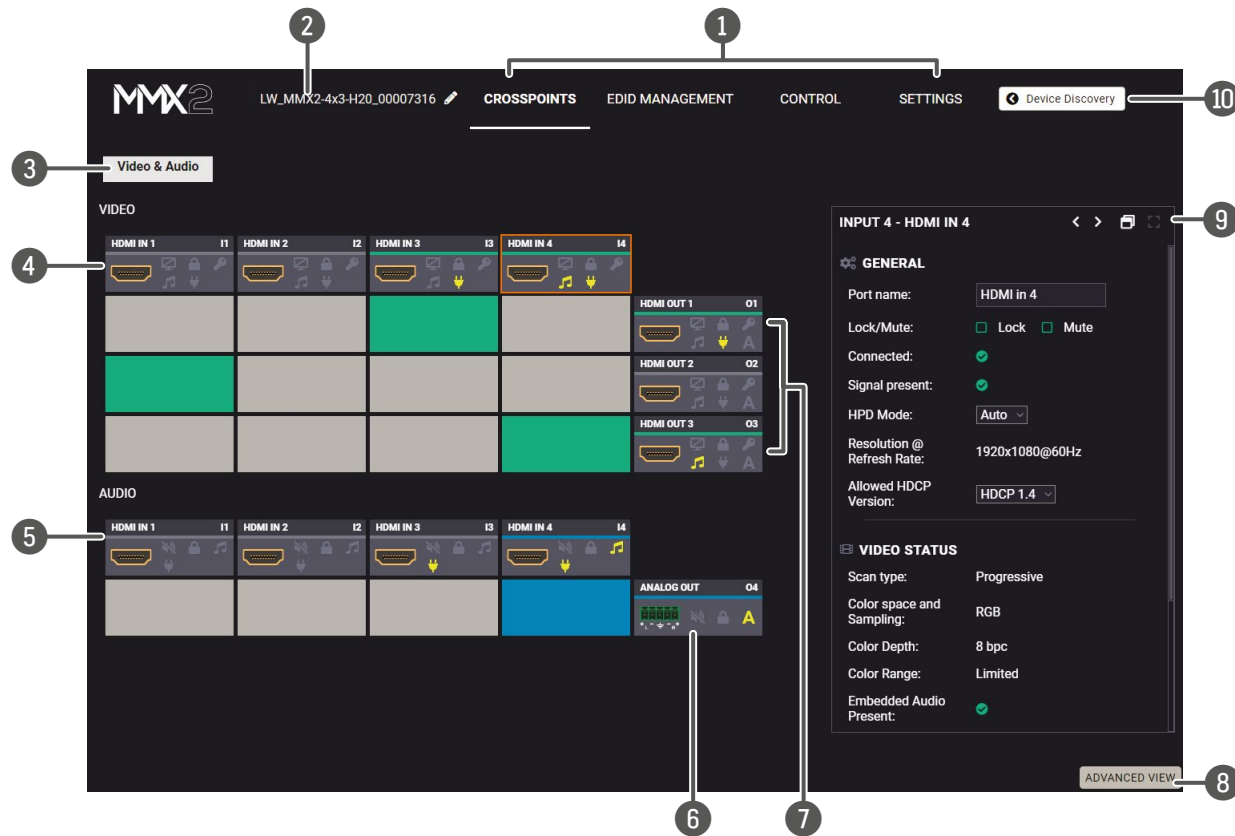 2
1
MMX2
LW_MMX2-4x3-H20_00007316
CROSSPOINTS
EDID MANAGEMENT
CONTROL
SETTINGS
Device Discovery
10
3
Video & Audio
VIDEO
INPUT 4 - HDMI IN 4
9
4
HDMI IN 1 I1
HDMI IN 2 I2
HDMI IN 3 I3
HDMI IN 4 I4
HDMI OUT 1 O1
A
HDMI OUT 2 O2
A
HDMI OUT 3 O3
A
7
GENERAL
Port name: HDMI in 4
Lock/Mute: Lock Mute
Connected:
Signal present:
HPD Mode: Auto
Resolution @
Refresh Rate: 1920x1080@60Hz
Allowed HDCP
Version: HDCP 1.4
AUDIO
5
HDMI IN 1 I1
HDMI IN 2 I2
HDMI IN 3 I3
HDMI IN 4 I4
ANALOG OUT O4
+ L - - R +
A
6
VIDEO STATUS
Scan type: Progressive
Color space and
Sampling: RGB
Color Depth: 8 bpc
Color Range: Limited
Embedded Audio
Present:
ADVANCED VIEW
8